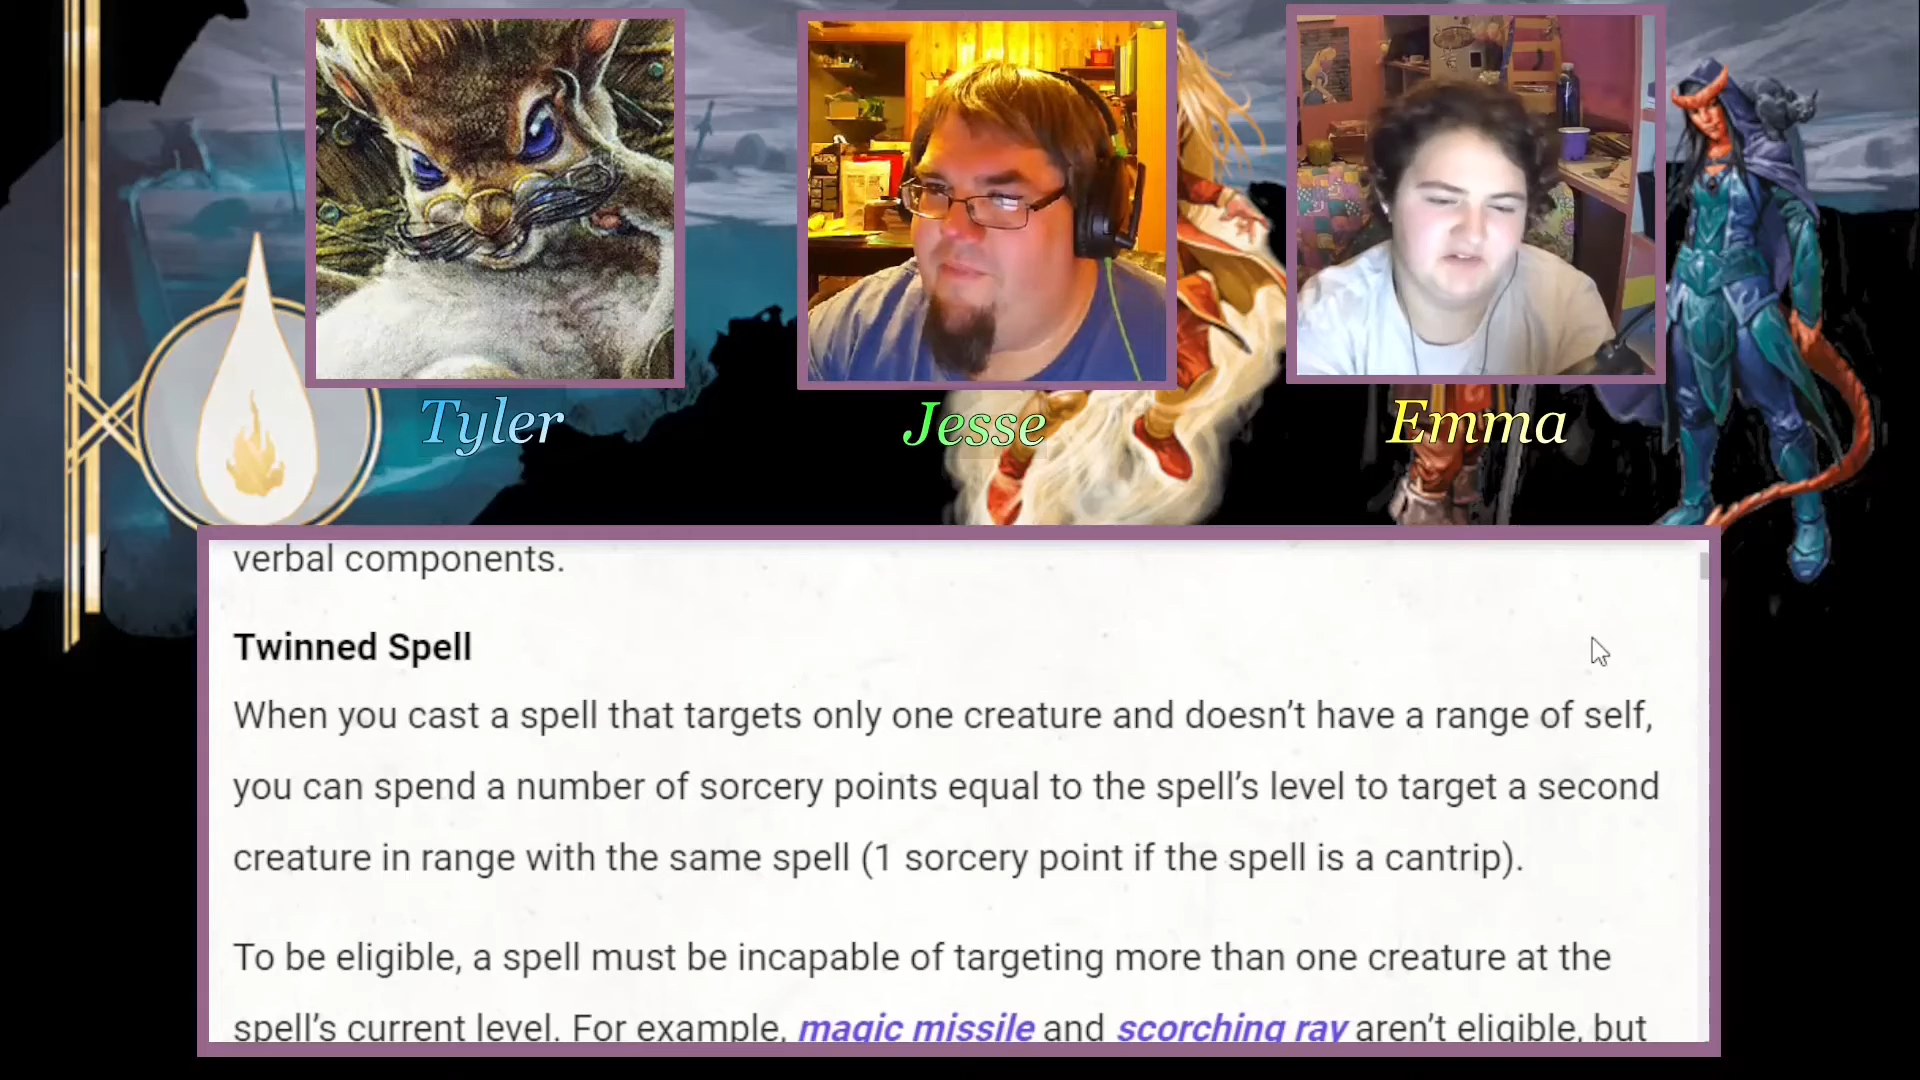 Tyler
Jesse
Emma
verbal components.
Twinned Spell
When you cast a spell that targets only one creature and doesn’t have a range of self,
you can spend a number of sorcery points equal to the spell’s level to target a second
creature in range with the same spell (1 sorcery point if the spell is a cantrip).
To be eligible, a spell must be incapable of targeting more than one creature at the
spell’s current level. For example, magic missile and scorching ray aren’t eligible, but